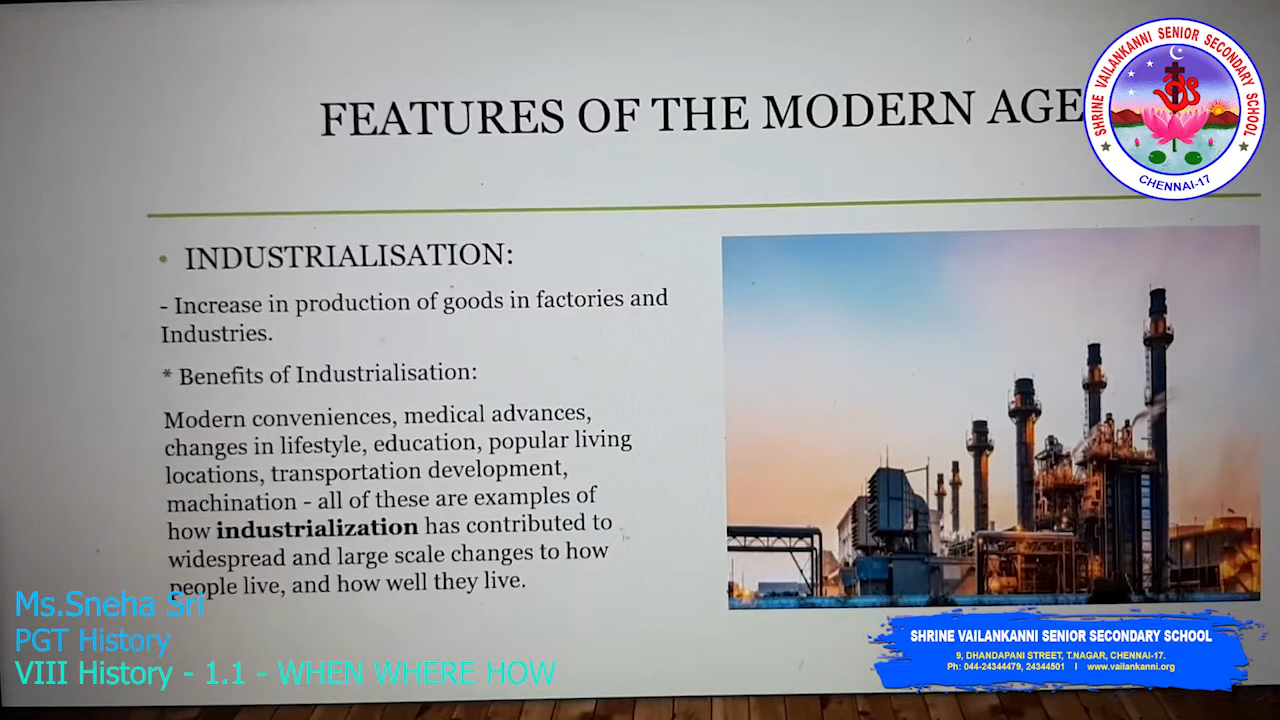 FEATURES OF THE MODERN AGE
SHRINE VAILANKANNI SENIOR SECONDARY SCHOOL
CHENNAI-17
• INDUSTRIALISATION:
- Increase in production of goods in factories and
Industries.
* Benefits of Industrialisation:
Modern conveniences, medical advances,
changes in lifestyle, education, popular living
locations, transportation development,
machination - all of these are examples of
how industrialization has contributed to
widespread and large scale changes to how
people live, and how well they live.
Ms.Sneha Sri
PGT History
VIII History - 1.1 - WHEN WHERE HOW
SHRINE VAILANKANNI SENIOR SECONDARY SCHOOL
9, DHANDAPANI STREET, T.NAGAR, CHENNAI-17.
Ph: 044-24344479, 24344501 I www.vailankanni.org